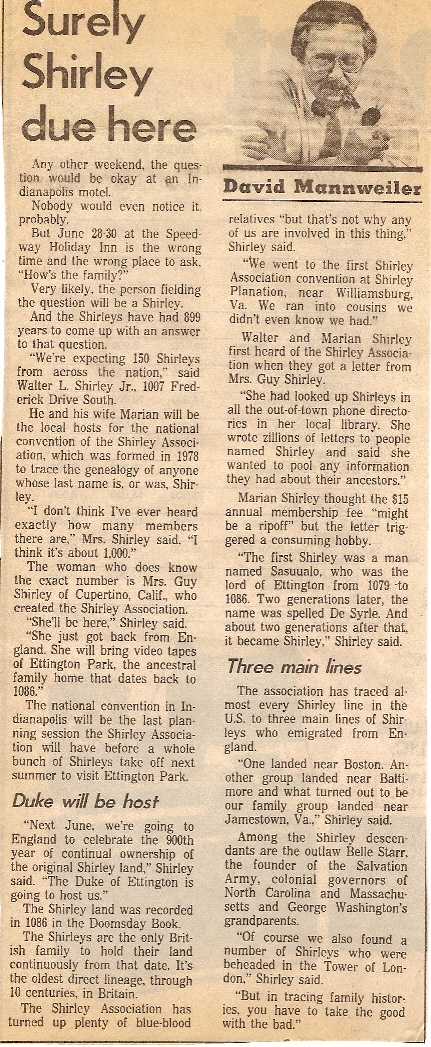 Surely
Shirley
due here
Any other weekend, the ques-
tion would be okay at an In-
dianapolis motel.
Nobody would even notice it,
probably.
But June 28-30 at the Speed-
way Holiday Inn is the wrong
time and the wrong place to ask,
"How's the family?"
Very likely, the person fielding
the question will be a Shirley.
And the Shirleys have had 899
years to come up with an answer
to that question.
"We're expecting 150 Shirleys
from across the nation," said
Walter L. Shirley Jr., 1007 Fred-
erick Drive South.
He and his wife Marian will be
the local hosts for the national
convention of the Shirley Associ-
ation, which was formed in 1978
to trace the genealogy of anyone
whose last name is, or was, Shir-
ley.
"I don't think I've ever heard
exactly how many members
there are," Mrs. Shirley said. "I
think it's about 1,000."
The woman who does know
the exact number is Mrs. Guy
Shirley of Cupertino, Calif., who
created the Shirley Association.
"She'll be here," Shirley said.
"She just got back from En-
gland. She will bring video tapes
of Ettington Park, the ancestral
family home that dates back to
1086."
The national convention in In-
dianapolis will be the last plan-
ning session the Shirley Associa-
tion will have before a whole
bunch of Shirleys take off next
summer to visit Ettington Park.
Duke will be host
"Next June, we're going to
England to celebrate the 900th
year of continual ownership of
the original Shirley land," Shirley
said. "The Duke of Ettington is
going to host us."
The Shirley land was recorded
in 1086 in the Doomsday Book.
The Shirleys are the only Brit-
ish family to hold their land
continuously from that date. It's
the oldest direct lineage, through
10 centuries, in Britain.
The Shirley Association has
turned up plenty of blue-blood
David Mannweiler
relatives "but that's not why any
of us are involved in this thing,"
Shirley said.
"We went to the first Shirley
Association convention at Shirley
Planation, near Williamsburg,
Va. We ran into cousins we
didn't even know we had."
Walter and Marian Shirley
first heard of the Shirley Associa-
tion when they got a letter from
Mrs. Guy Shirley.
"She had looked up Shirleys in
all the out-of-town phone directo-
ries in her local library. She
wrote zillions of letters to people
named Shirley and said she
wanted to pool any information
they had about their ancestors."
Marian Shirley thought the $15
annual membership fee "might
be a ripoff" but the letter trig-
gered a consuming hobby.
"The first Shirley was a man
named Sasuualo, who was the
lord of Ettington from 1079 to
1086. Two generations later, the
name was spelled De Syrle. And
about two generations after that,
it became Shirley," Shirley said.
Three main lines
The association has traced al-
most every Shirley line in the
U.S. to three main lines of Shir-
leys who emigrated from En-
gland.
"One landed near Boston. An-
other group landed near Balti-
more and what turned out to be
our family group landed near
Jamestown, Va.," Shirley said.
Among the Shirley descen-
dants are the outlaw Belle Starr,
the founder of the Salvation
Army, colonial governors of
North Carolina and Massachu-
setts and George Washington's
grandparents.
"Of course we also found a
number of Shirleys who were
beheaded in the Tower of Lon-
don," Shirley said.
"But in tracing family histor-
ies, you have to take the good
with the bad."